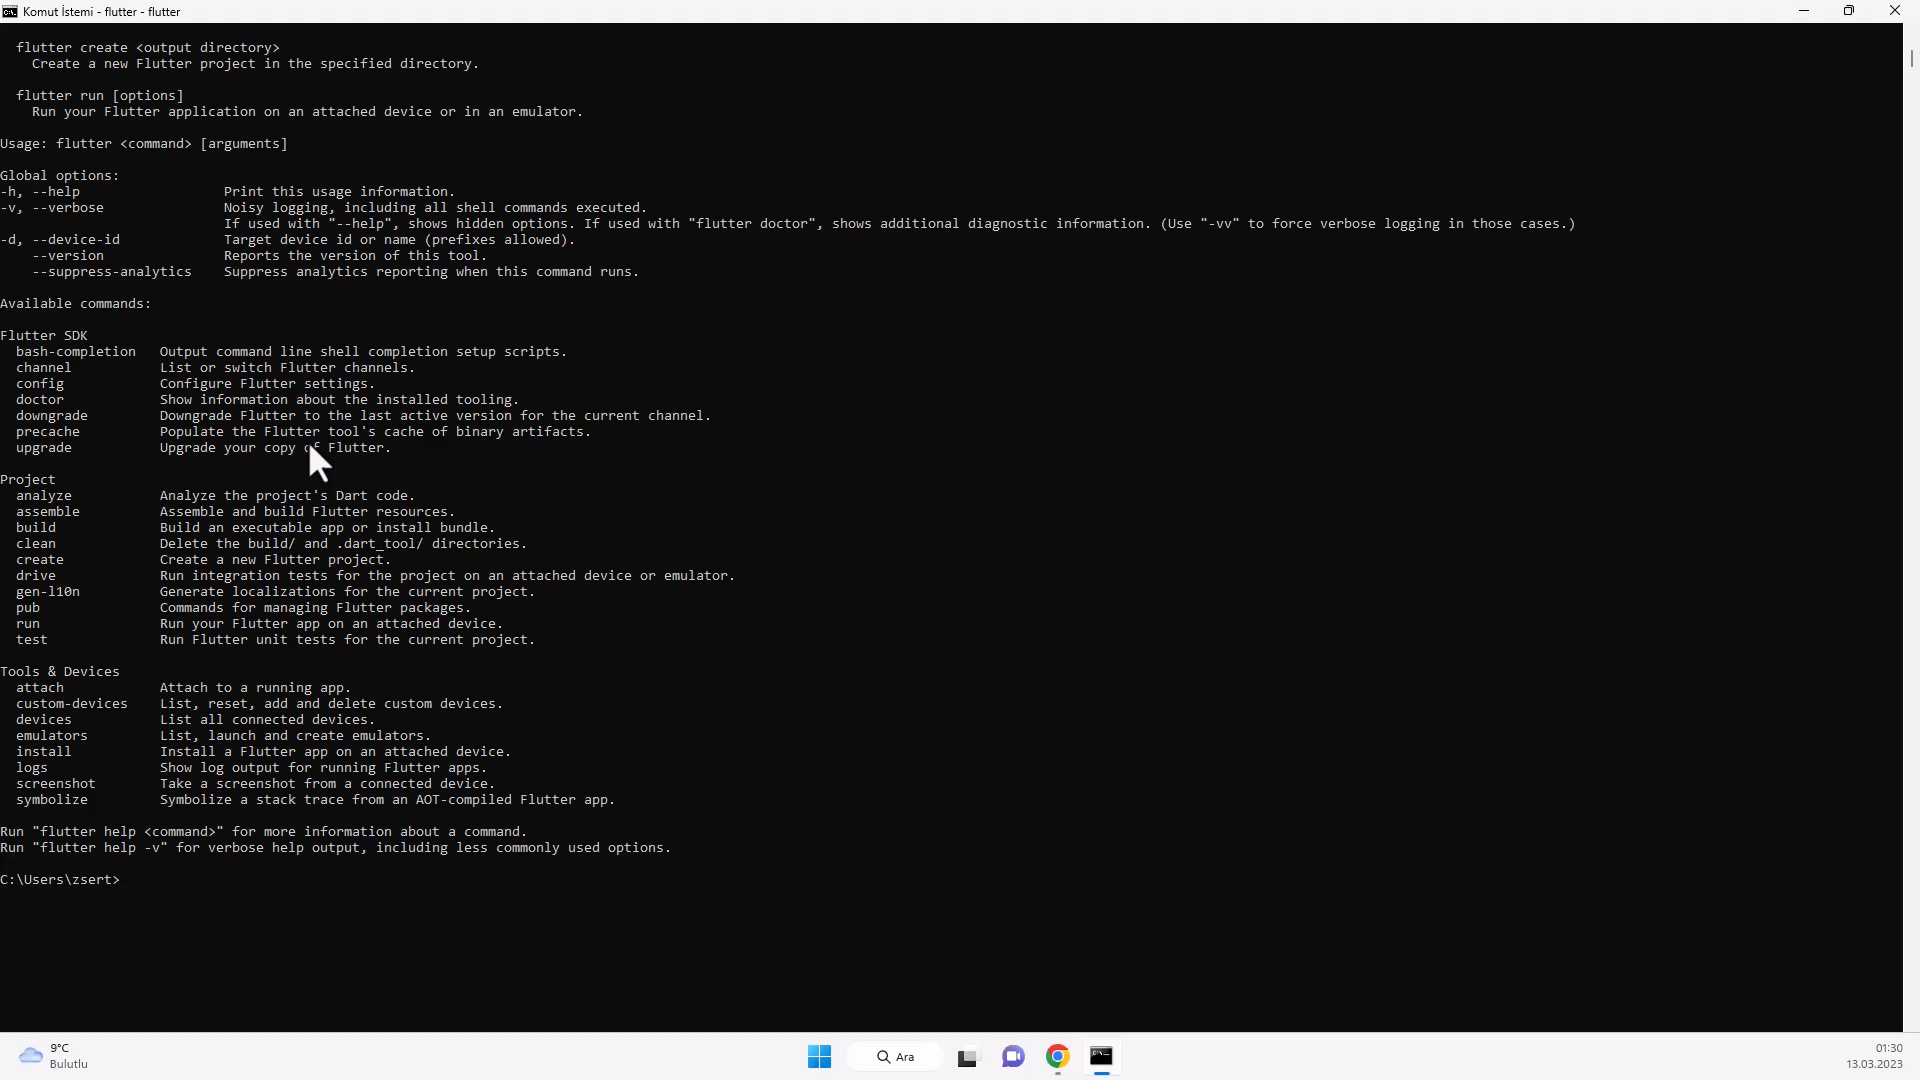 Komut İstemi - flutter - flutter
flutter create <output directory>
Create a new Flutter project in the specified directory.
flutter run [options]
Run your Flutter application on an attached device or in an emulator.
Usage: flutter <command> [arguments]
Global options:
-h, --help Print this usage information.
-v, --verbose Noisy logging, including all shell commands executed.
If used with "--help", shows hidden options. If used with "flutter doctor", shows additional diagnostic information. (Use "-vv" to force verbose logging in those cases.)
-d, --device-id Target device id or name (prefixes allowed).
--version Reports the version of this tool.
--suppress-analytics Suppress analytics reporting when this command runs.
Available commands:
Flutter SDK
bash-completion Output command line shell completion setup scripts.
channel List or switch Flutter channels.
config Configure Flutter settings.
doctor Show information about the installed tooling.
downgrade Downgrade Flutter to the last active version for the current channel.
precache Populate the Flutter tool's cache of binary artifacts.
upgrade Upgrade your copy of Flutter.
Project
analyze Analyze the project's Dart code.
assemble Assemble and build Flutter resources.
build Build an executable app or install bundle.
clean Delete the build/ and .dart_tool/ directories.
create Create a new Flutter project.
drive Run integration tests for the project on an attached device or emulator.
gen-l10n Generate localizations for the current project.
pub Commands for managing Flutter packages.
run Run your Flutter app on an attached device.
test Run Flutter unit tests for the current project.
Tools & Devices
attach Attach to a running app.
custom-devices List, reset, add and delete custom devices.
devices List all connected devices.
emulators List, launch and create emulators.
install Install a Flutter app on an attached device.
logs Show log output for running Flutter apps.
screenshot Take a screenshot from a connected device.
symbolize Symbolize a stack trace from an AOT-compiled Flutter app.
Run "flutter help <command>" for more information about a command.
Run "flutter help -v" for verbose help output, including less commonly used options.
C:\Users\zsert>
9°C
Bulutlu
Ara
01:30
13.03.2023